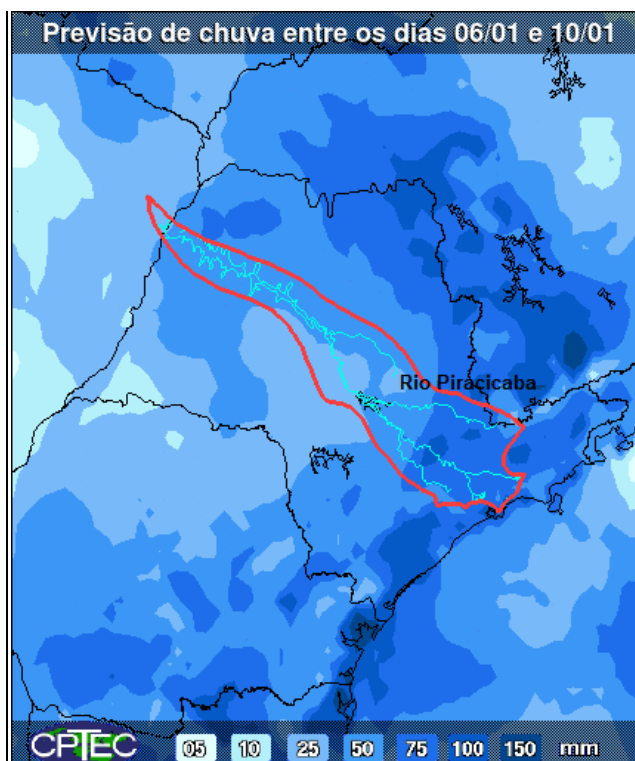 Previsão de chuva entre os dias 06/01 e 10/01
Rio Piracicaba
CPTEC 05 10 25 50 75 100 150 mm